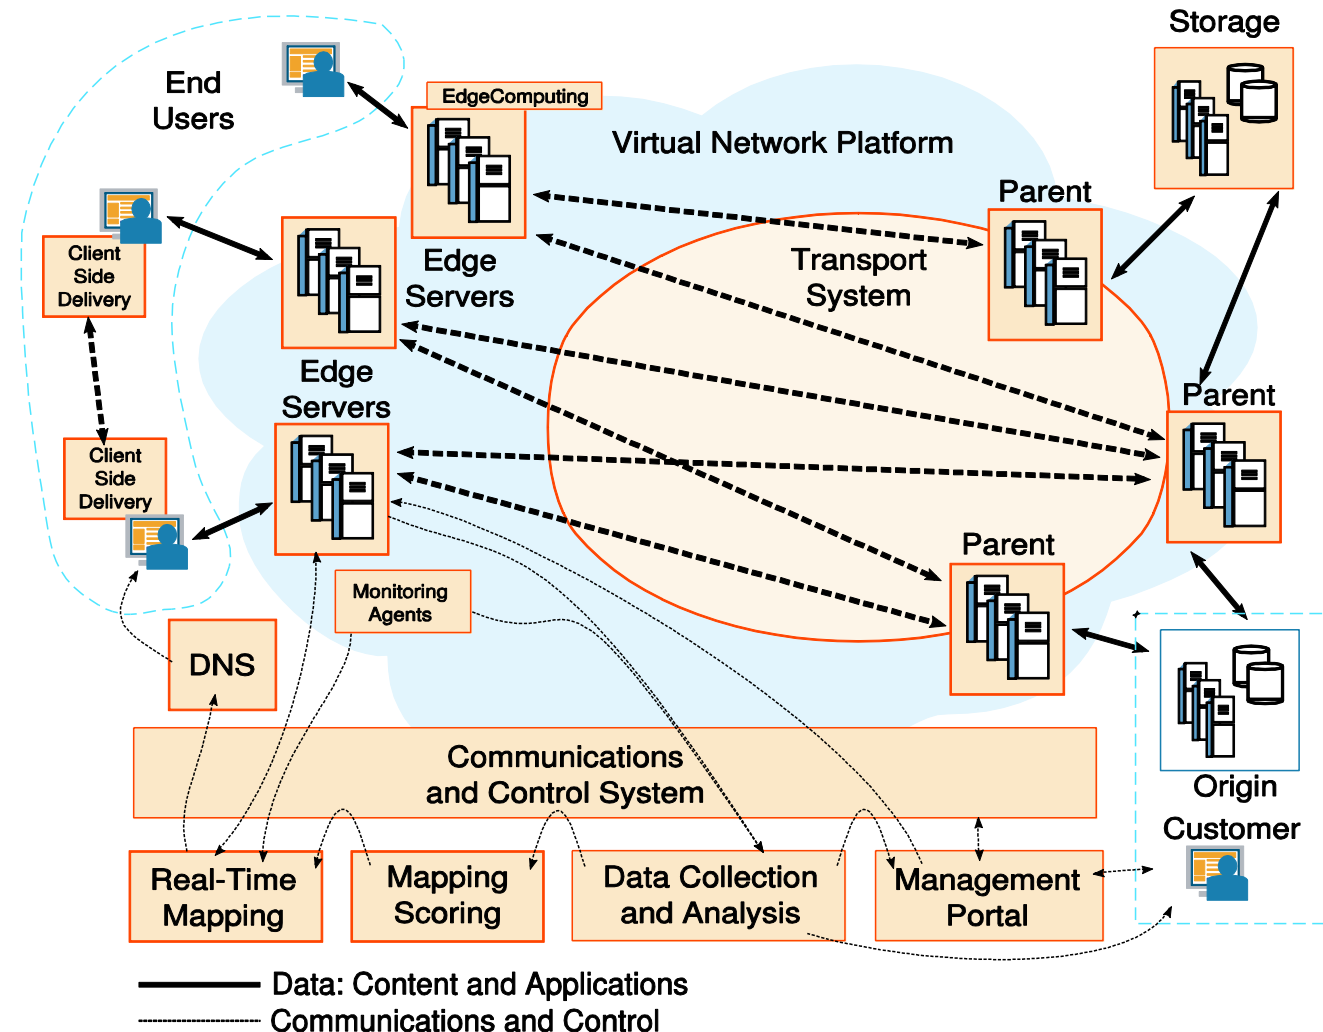 Storage
End
Users
EdgeComputing
Virtual Network Platform
Parent
Edge
Servers
Transport
System
Client
Side
Delivery
Edge
Servers
Parent
Client
Side
Delivery
Parent
Monitoring
Agents
DNS
Communications
and Control System
Origin
Customer
Real-Time
Mapping
Mapping
Scoring
Data Collection
and Analysis
Management
Portal
Data: Content and Applications
Communications and Control